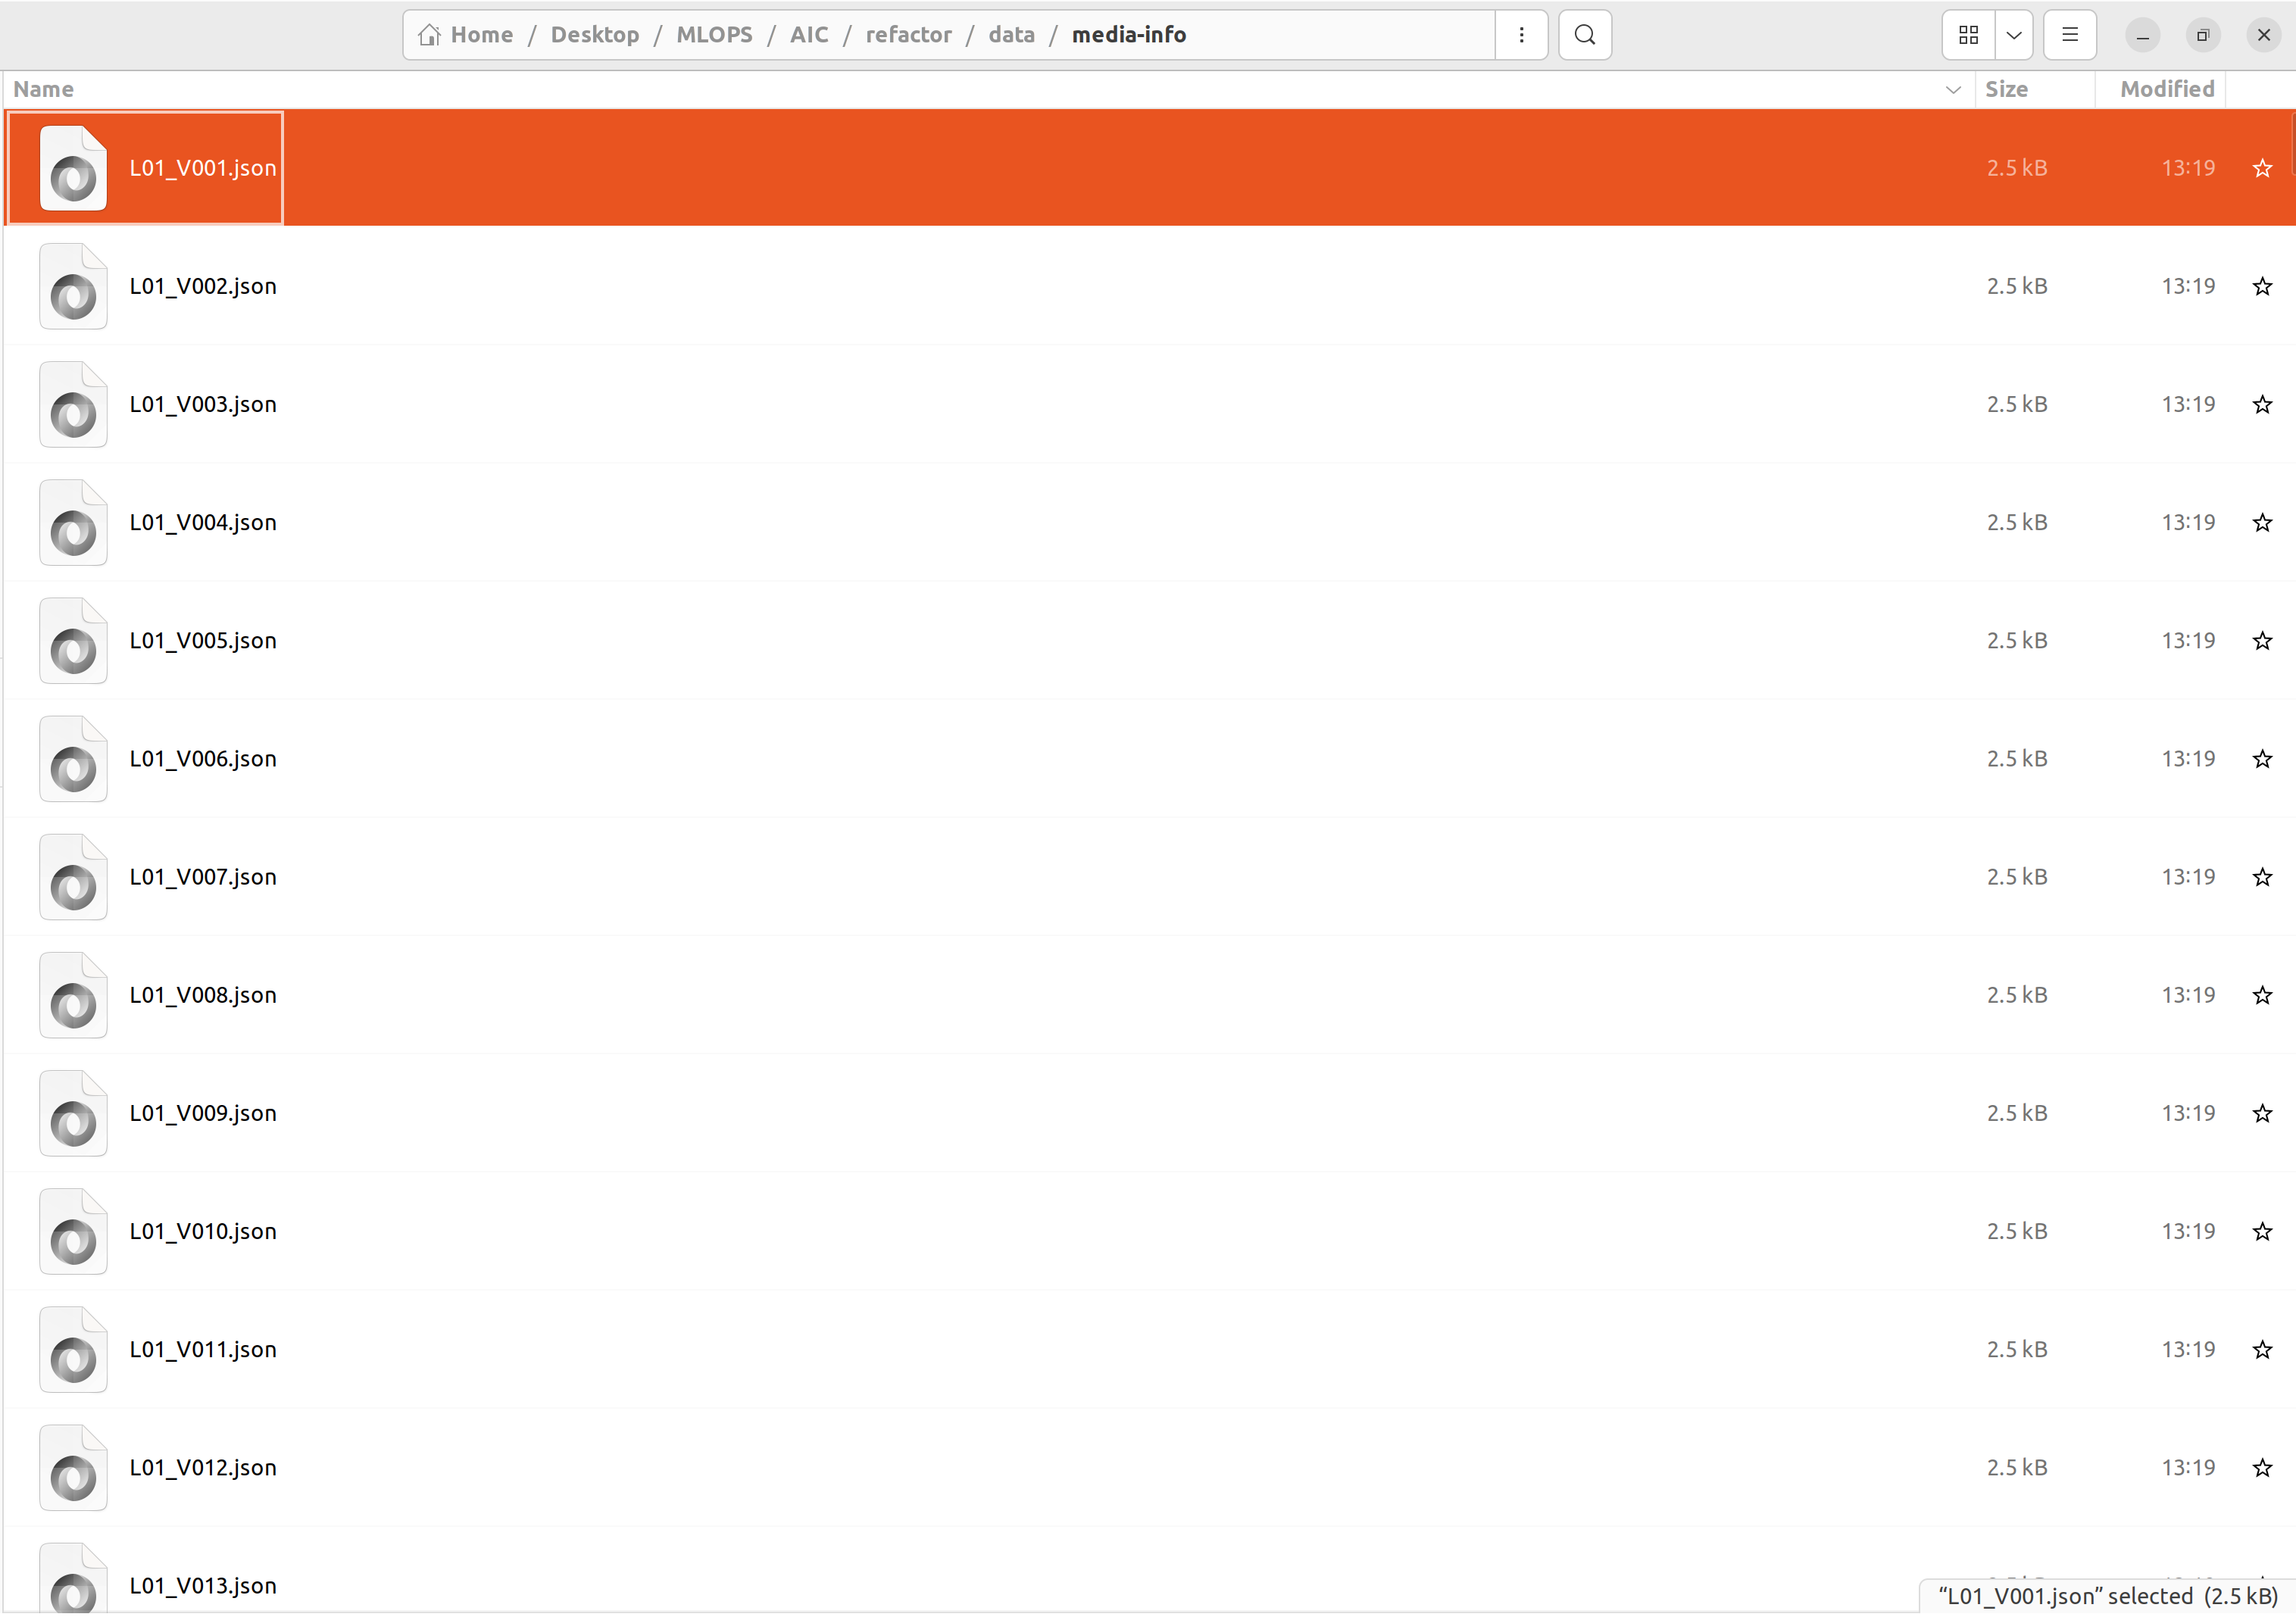 Home / Desktop / MLOPS / AIC / refactor / data / media-info
Name Size Modified
L01_V001.json 2.5 kB 13:19
L01_V002.json 2.5 kB 13:19
L01_V003.json 2.5 kB 13:19
L01_V004.json 2.5 kB 13:19
L01_V005.json 2.5 kB 13:19
L01_V006.json 2.5 kB 13:19
L01_V007.json 2.5 kB 13:19
L01_V008.json 2.5 kB 13:19
L01_V009.json 2.5 kB 13:19
L01_V010.json 2.5 kB 13:19
L01_V011.json 2.5 kB 13:19
L01_V012.json 2.5 kB 13:19
L01_V013.json
“L01_V001.json” selected (2.5 kB)